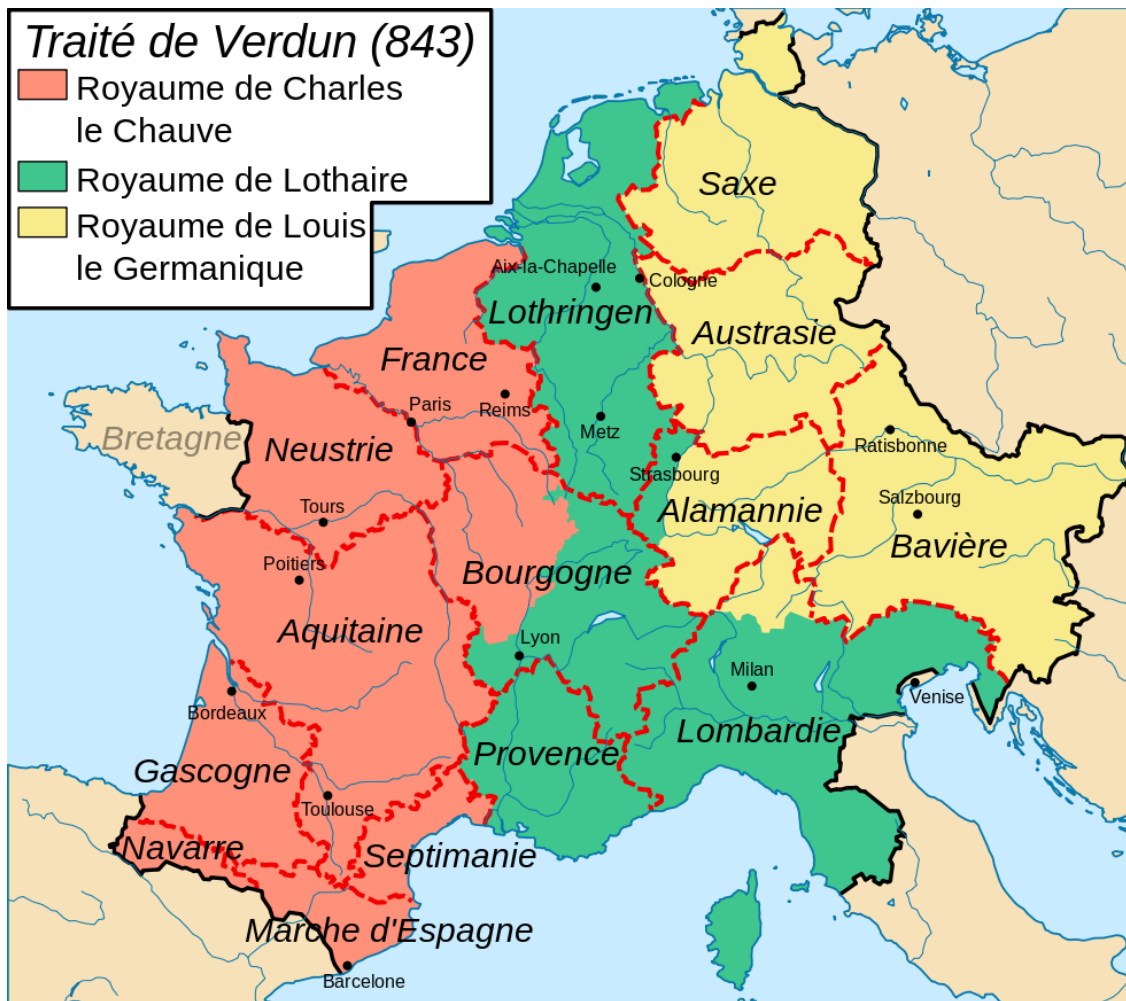 Traité de Verdun (843)
Royaume de Charles
le Chauve
Royaume de Lothaire
Royaume de Louis
le Germanique
Saxe
Aix-la-Chapelle
Cologne
Lothringen
Austrasie
France
Paris
Reims
Metz
Bretagne
Neustrie
Ratisbonne
Strasbourg
Tours
Alamannie
Salzbourg
Bavière
Poitiers
Bourgogne
Aquitaine
Lyon
Milan
Venise
Bordeaux
Lombardie
Provence
Gascogne
Toulouse
Navarre
Septimanie
Marche d'Espagne
Barcelone